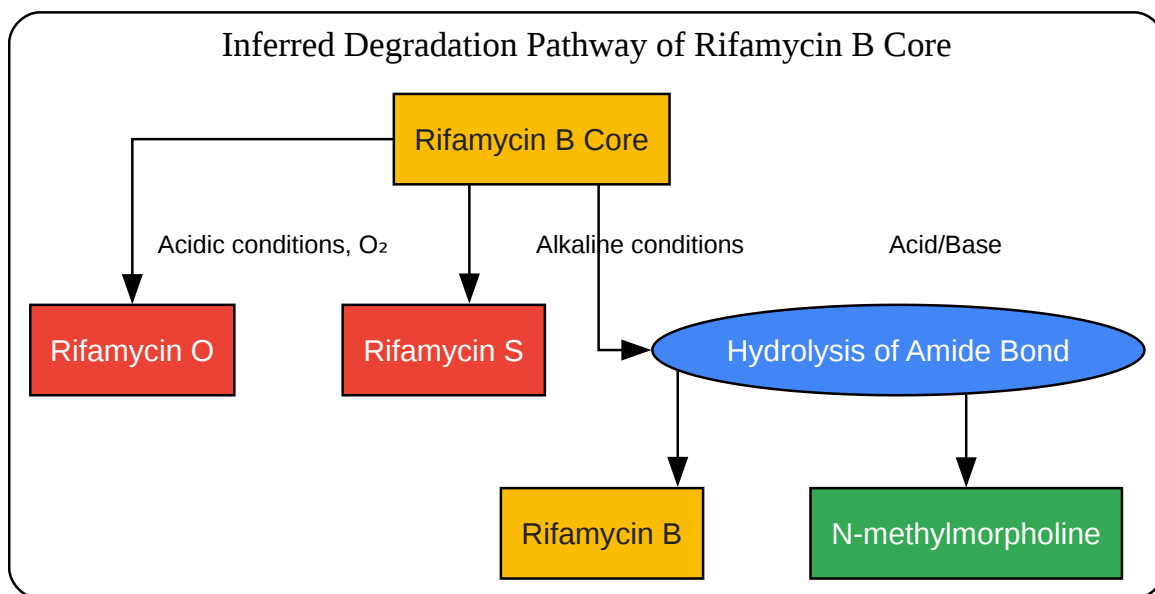 Inferred Degradation Pathway of Rifamycin B Core
Rifamycin B Core
Acidic conditions, O₂
Alkaline conditions
Acid/Base
Rifamycin O
Rifamycin S
Hydrolysis of Amide Bond
Rifamycin B
N-methylmorpholine